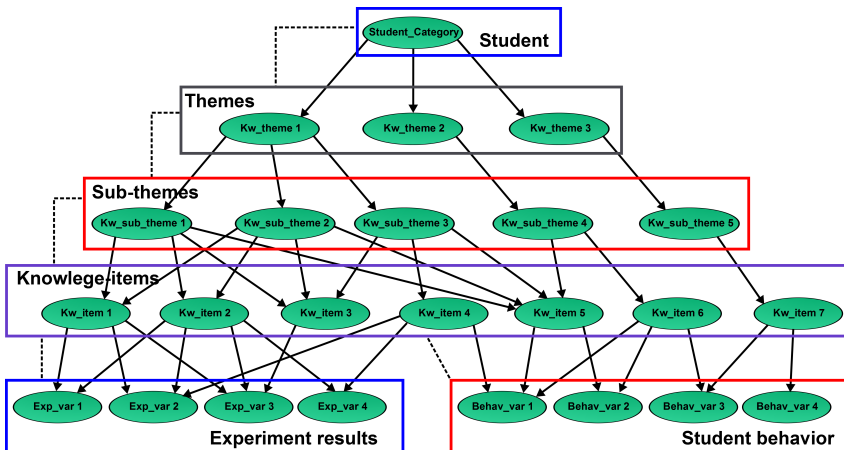 Student_Category
Student
Themes
Kw_theme 1
Kw_theme 2
Kw_theme 3
Sub-themes
Kw_sub_theme 1
Kw_sub_theme 2
Kw_sub_theme 3
Kw_sub_theme 4
Kw_sub_theme 5
Knowlege-items
Kw_item 1
Kw_item 2
Kw_item 3
Kw_item 4
Kw_item 5
Kw_item 6
Kw_item 7
Exp_var 1
Exp_var 2
Exp_var 3
Exp_var 4
Behav_var 1
Behav_var 2
Behav_var 3
Behav_var 4
Experiment results
Student behavior